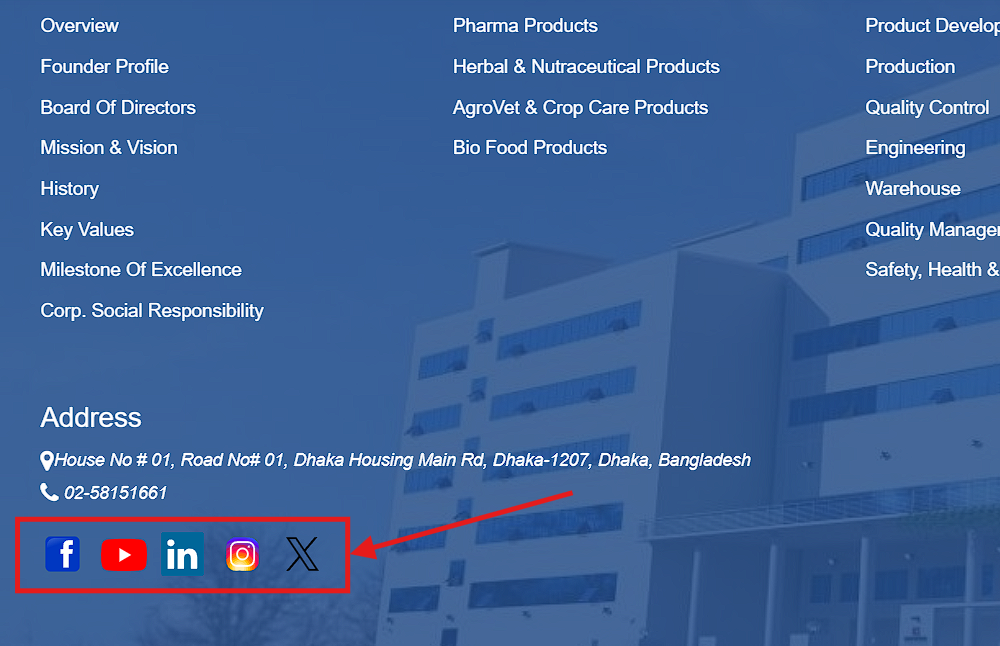 Overview
Founder Profile
Board Of Directors
Mission & Vision
History
Key Values
Milestone Of Excellence
Corp. Social Responsibility
Pharma Products
Herbal & Nutraceutical Products
AgroVet & Crop Care Products
Bio Food Products
Product Develop
Production
Quality Control
Engineering
Warehouse
Quality Manage
Safety, Health &
Address
House No # 01, Road No# 01, Dhaka Housing Main Rd, Dhaka-1207, Dhaka, Bangladesh
02-58151661
f
in
X